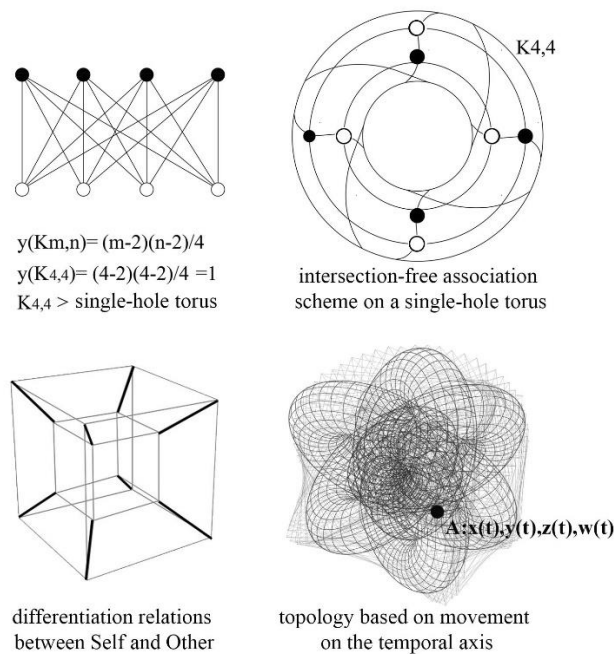 K4,4
y(Km,n)= (m-2)(n-2)/4
y(K4,4)= (4-2)(4-2)/4 =1
K4,4 > single-hole torus
intersection-free association
scheme on a single-hole torus
A:x(t),y(t),z(t),w(t)
differentiation relations
between Self and Other
topology based on movement
on the temporal axis